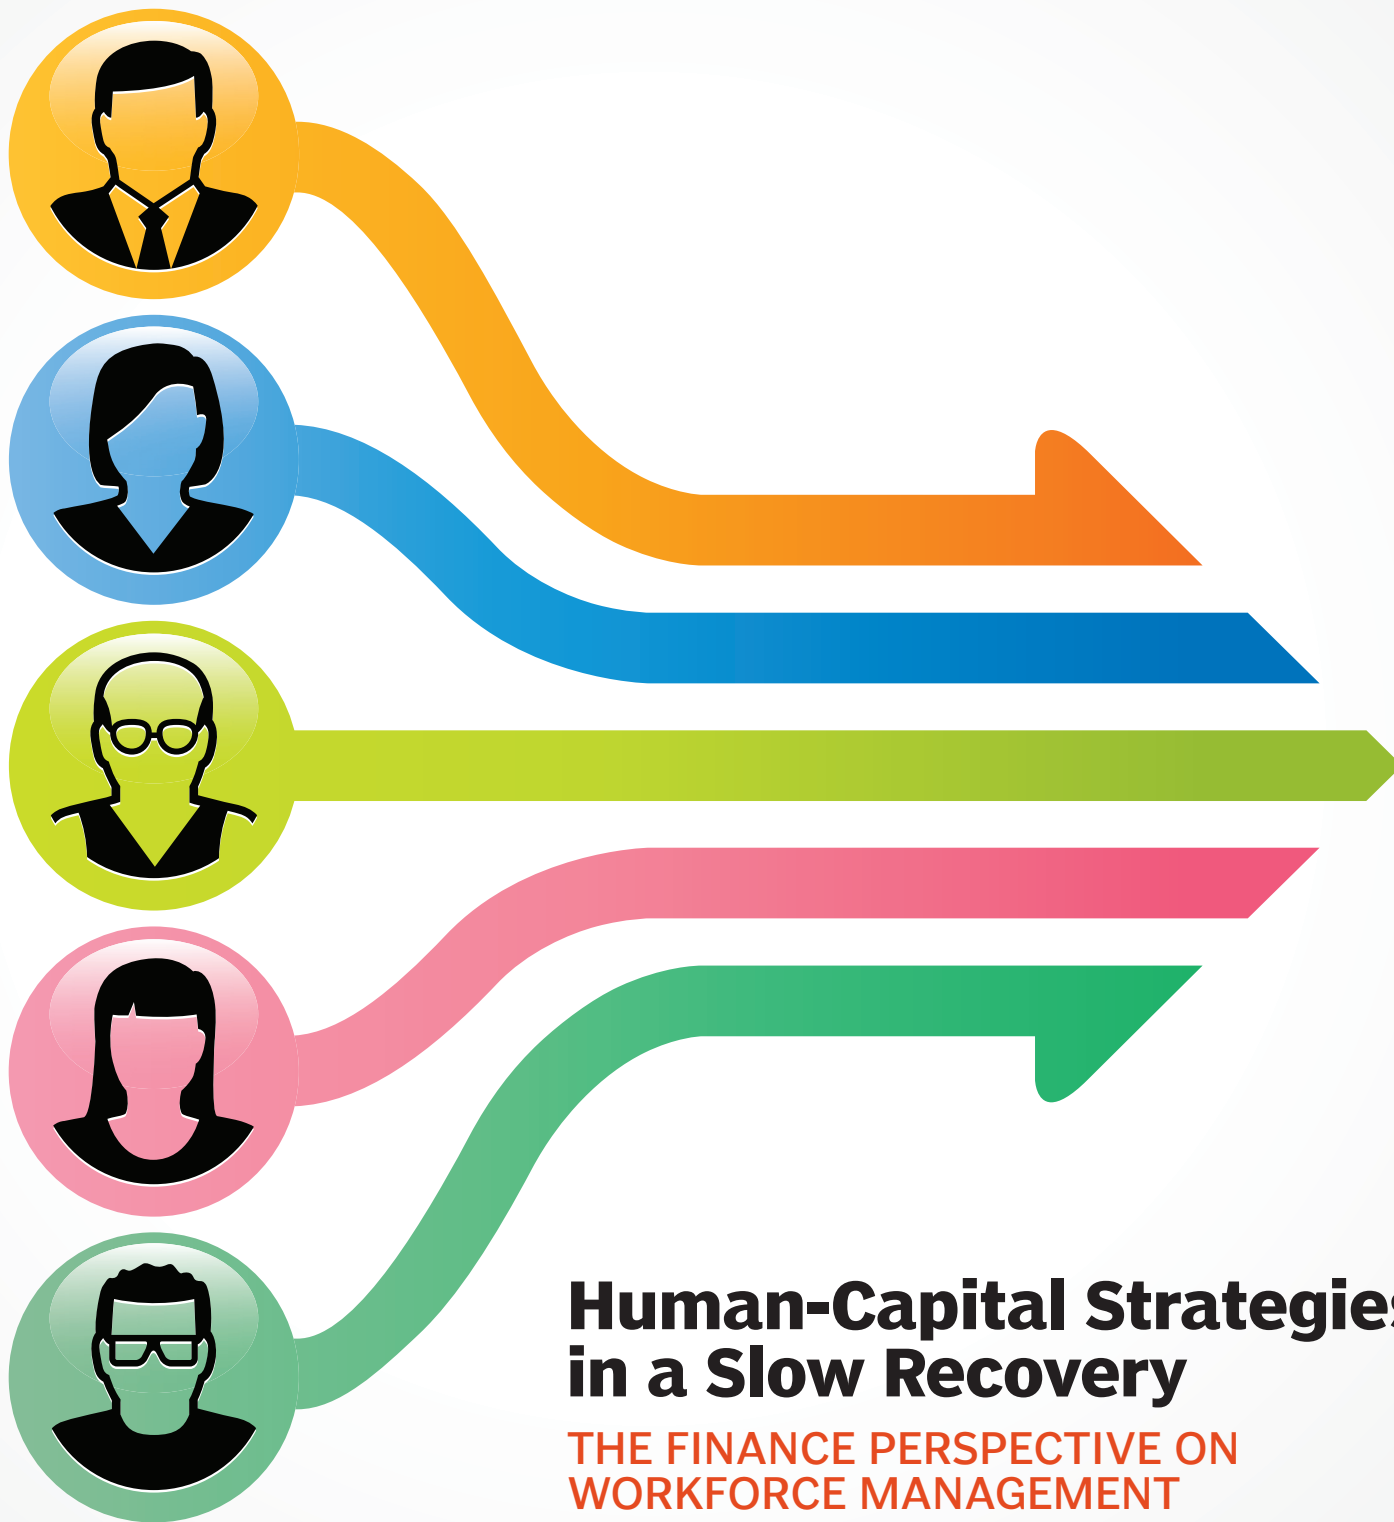 Human-Capital Strategies
in a Slow Recovery
THE FINANCE PERSPECTIVE ON
WORKFORCE MANAGEMENT